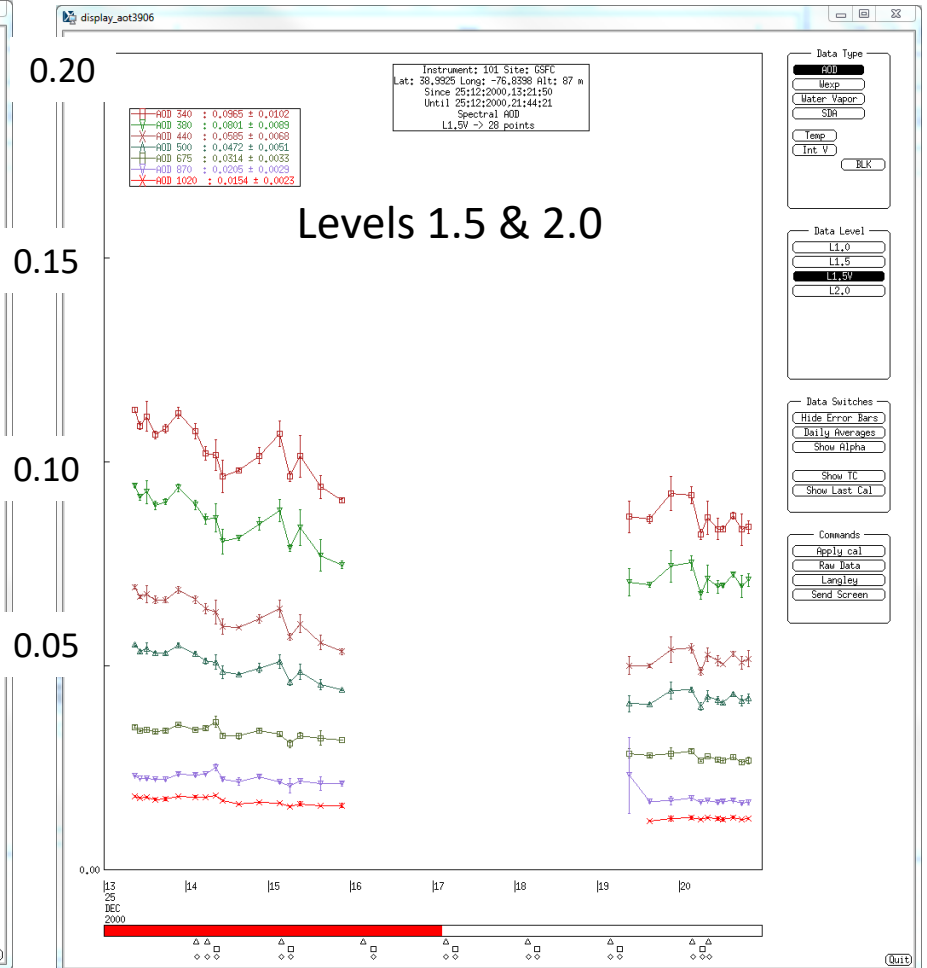 display_aot3906
0.20
0.15
0.10
0.05
0.00
Instrument: 101 Site: GSFC
Lat: 38.9925 Long: -76.8398 Alt: 87 m
Since 25:12:2000,13:21:50
Until 25:12:2000,21:44:21
Spectral AOD
L1.5V -> 28 points
AOD 340 : 0.0965 ± 0.0102
AOD 380 : 0.0801 ± 0.0089
AOD 440 : 0.0585 ± 0.0068
AOD 500 : 0.0472 ± 0.0051
AOD 675 : 0.0314 ± 0.0033
AOD 870 : 0.0205 ± 0.0029
AOD 1020 : 0.0154 ± 0.0023
Levels 1.5 & 2.0
13 14 15 16 17 18 19 20
25
DEC
2000
Data Type
AOD
Wexp
Water Vapor
SDA
Temp
Int V
BLK
Data Level
L1.0
L1.5
L1.5V
L2.0
Data Switches
Hide Error Bars
Daily Averages
Show Alpha
Show TC
Show Last Cal
Commands
Apply cal
Raw Data
Langley
Send Screen
Quit